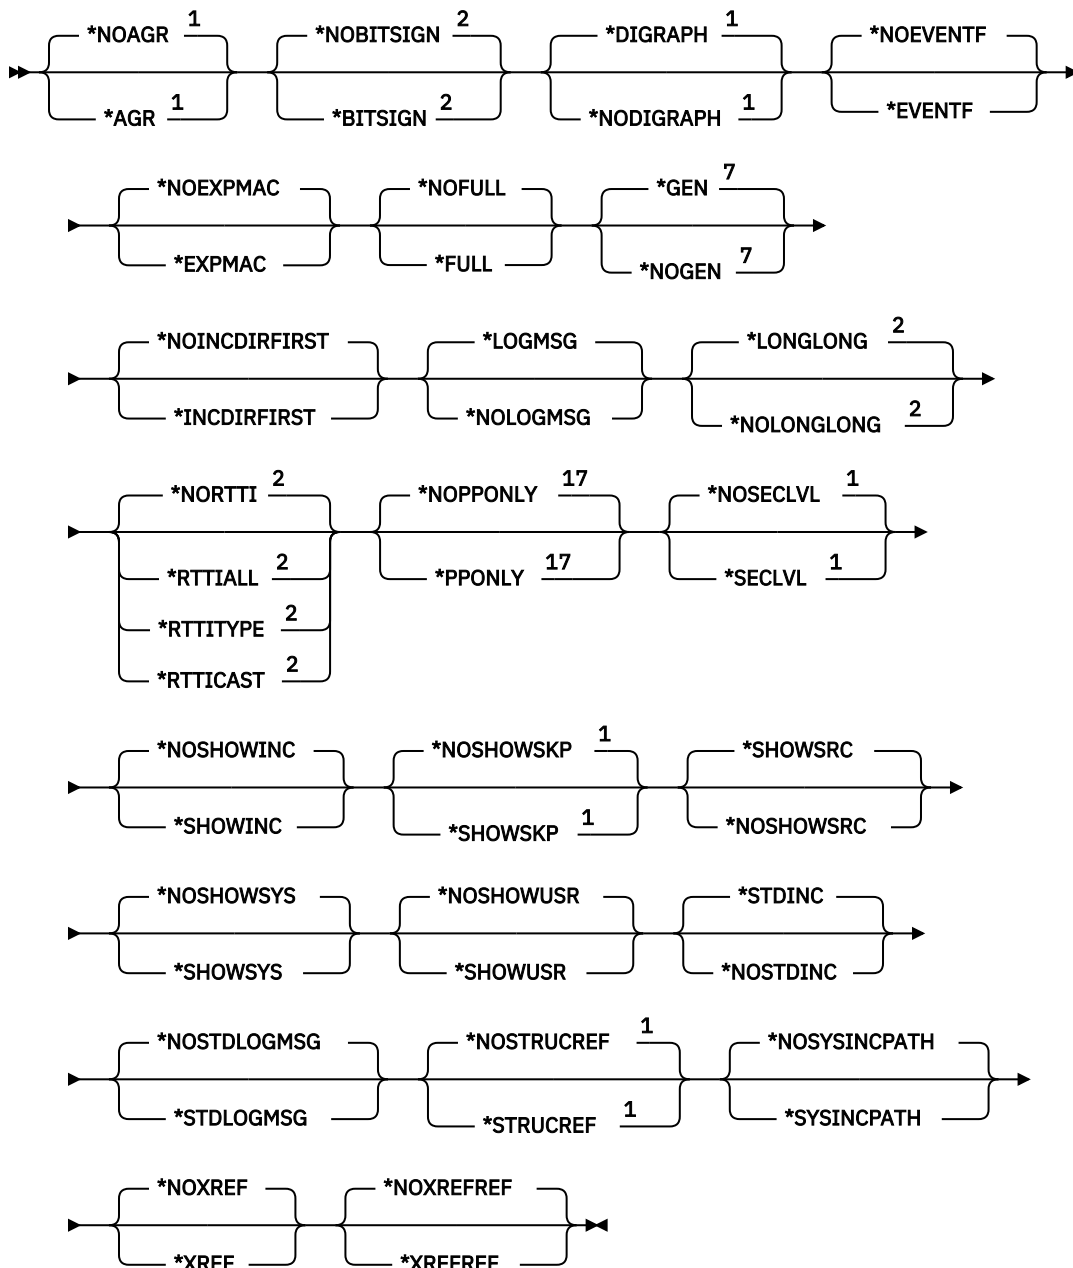 *NOAGR 1 *NOBITSIGN 2 *DIGRAPH 1 *NOEVENTF
*AGR 1 *BITSIGN 2 *NODIGRAPH 1 *EVENTF
*NOEXPMAC *NOFULL *GEN 7
*EXPMAC *FULL *NOGEN 7
*NOINCDIRFIRST *LOGMSG *LONGLONG 2
*INCDIRFIRST *NOLOGMSG *NOLONGLONG 2
*NORTTI 2 *NOPPONLY 17 *NOSECLVL 1
*RTTIALL 2 *PPONLY 17 *SECLVL 1
*RTTITYPE 2
*RTTICAST 2
*NOSHOWINC *NOSHOWSKP 1 *SHOWSRC
*SHOWINC *SHOWSKP 1 *NOSHOWSRC
*NOSHOWSYS *NOSHOWUSR *STDINC
*SHOWSYS *SHOWUSR *NOSTDINC
*NOSTDLOGMSG *NOSTRUCREF 1 *NOSYSINCPATH
*STDLOGMSG *STRUCREF 1 *SYSINCPATH
*NOXREF *NOXREFREF
*XREF *XREFREF